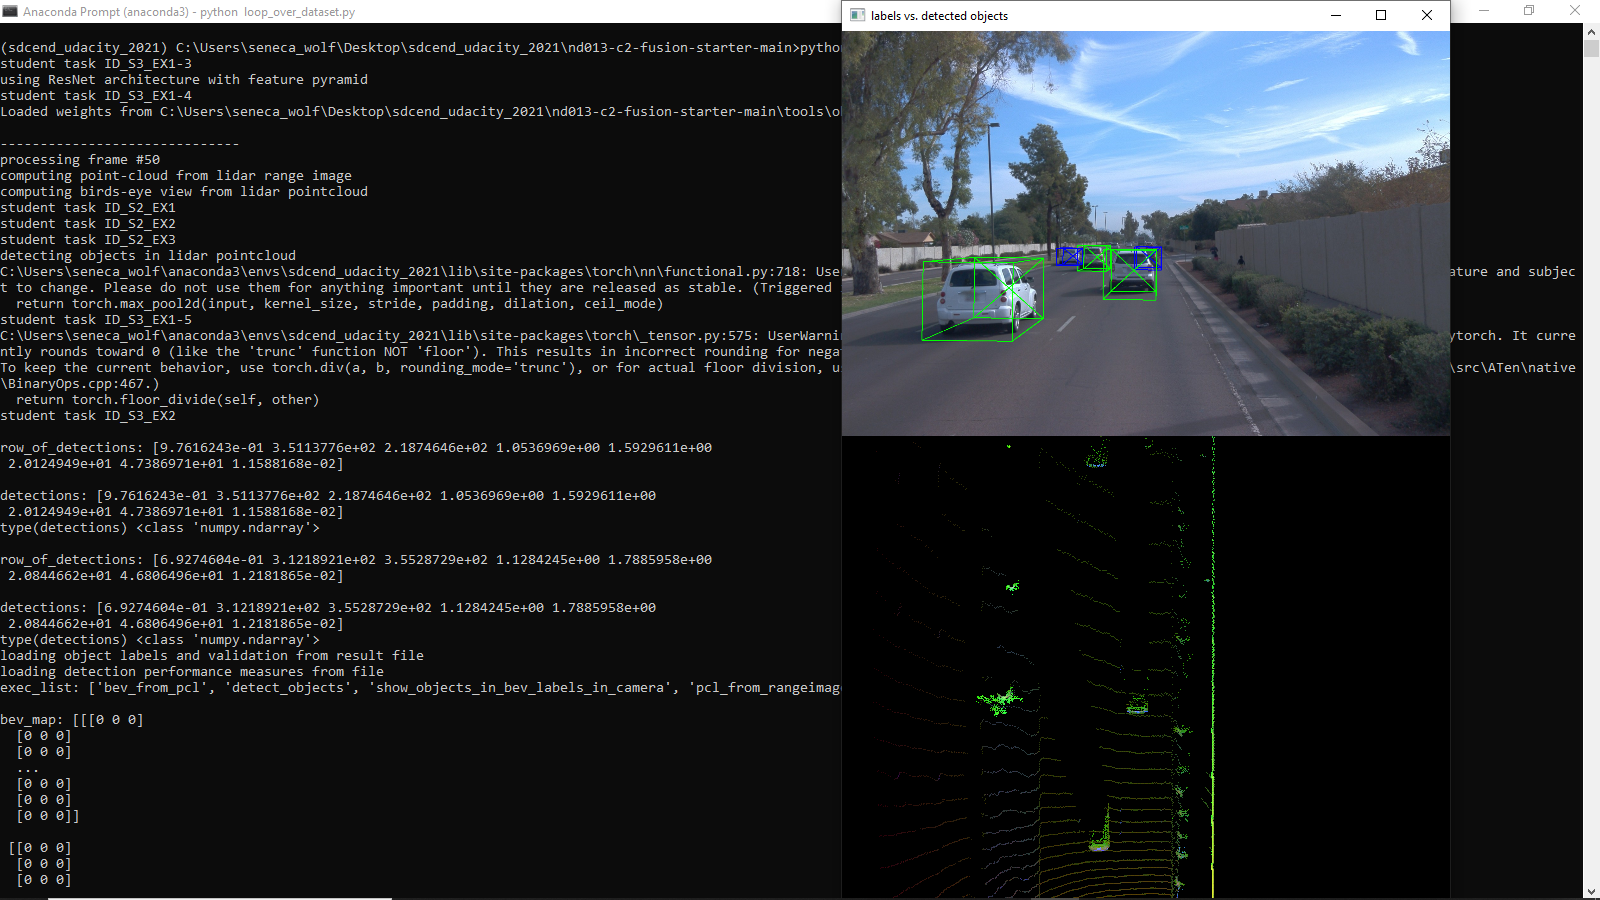 Anaconda Prompt (anaconda3) - python  loop_over_dataset.py
labels vs. detected objects
(sdcend_udacity_2021) C:\Users\seneca_wolf\Desktop\sdcend_udacity_2021\nd013-c2-fusion-starter-main>python
student task ID_S3_EX1-3
using ResNet architecture with feature pyramid
student task ID_S3_EX1-4
Loaded weights from C:\Users\seneca_wolf\Desktop\sdcend_udacity_2021\nd013-c2-fusion-starter-main\tools\o
------------------------------
processing frame #50
computing point-cloud from lidar range image
computing birds-eye view from lidar pointcloud
student task ID_S2_EX1
student task ID_S2_EX2
student task ID_S2_EX3
detecting objects in lidar pointcloud
C:\Users\seneca_wolf\anaconda3\envs\sdcend_udacity_2021\lib\site-packages\torch\nn\functional.py:718: Use ature and subjec
t to change. Please do not use them for anything important until they are released as stable. (Triggered
return torch.max_pool2d(input, kernel_size, stride, padding, dilation, ceil_mode)
student task ID_S3_EX1-5
C:\Users\seneca_wolf\anaconda3\envs\sdcend_udacity_2021\lib\site-packages\torch\_tensor.py:575: UserWarni ytorch. It curre
ntly rounds toward 0 (like the 'trunc' function NOT 'floor'). This results in incorrect rounding for nega
To keep the current behavior, use torch.div(a, b, rounding_mode='trunc'), or for actual floor division, u \src\ATen\native
\BinaryOps.cpp:467.)
return torch.floor_divide(self, other)
student task ID_S3_EX2
row_of_detections: [9.7616243e-01 3.5113776e+02 2.1874646e+02 1.0536969e+00 1.5929611e+00
2.0124949e+01 4.7386971e+01 1.1588168e-02]
detections: [9.7616243e-01 3.5113776e+02 2.1874646e+02 1.0536969e+00 1.5929611e+00
2.0124949e+01 4.7386971e+01 1.1588168e-02]
type(detections) <class 'numpy.ndarray'>
row_of_detections: [6.9274604e-01 3.1218921e+02 3.5528729e+02 1.1284245e+00 1.7885958e+00
2.0844662e+01 4.6806496e+01 1.2181865e-02]
detections: [6.9274604e-01 3.1218921e+02 3.5528729e+02 1.1284245e+00 1.7885958e+00
2.0844662e+01 4.6806496e+01 1.2181865e-02]
type(detections) <class 'numpy.ndarray'>
loading object labels and validation from result file
loading detection performance measures from file
exec_list: ['bev_from_pcl', 'detect_objects', 'show_objects_in_bev_labels_in_camera', 'pcl_from_rangeimag
bev_map: [[[0 0 0]
[0 0 0]
[0 0 0]
...
[0 0 0]
[0 0 0]
[0 0 0]]
[[0 0 0]
[0 0 0]
[0 0 0]